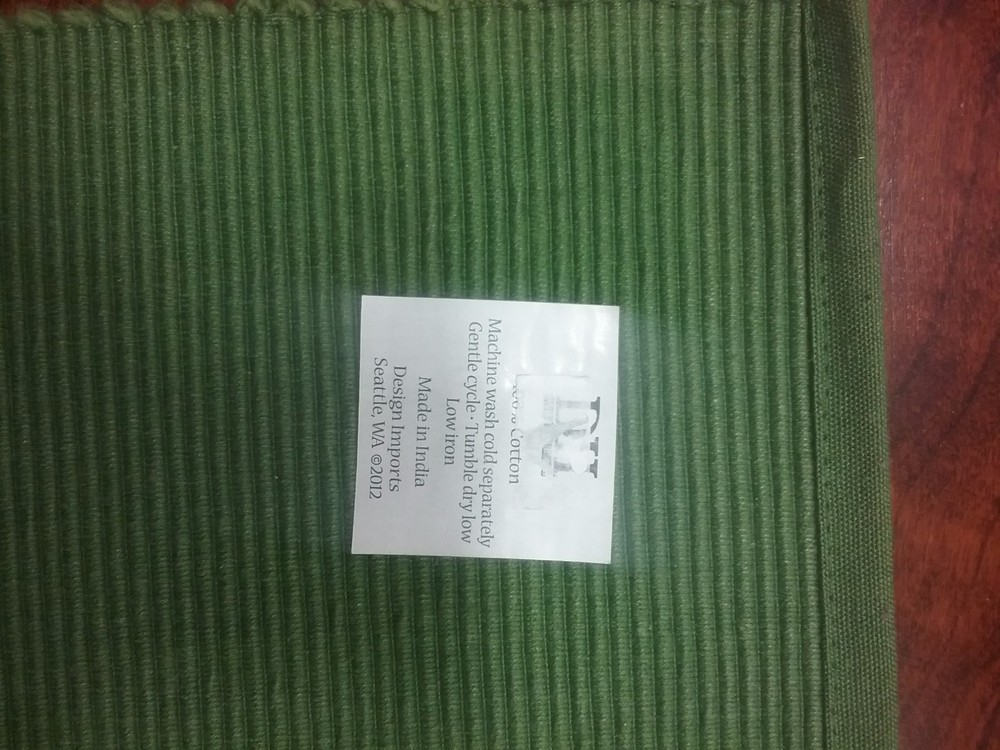 DII
100% Cotton
Machine wash cold separately
Gentle cycle • Tumble dry low
Low iron
Made in India
Design Imports
Seattle, WA ©2012